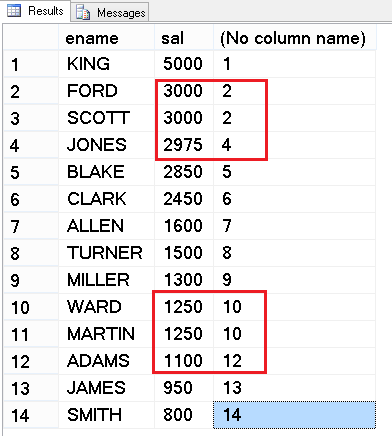 Results Messages
ename sal (No column name)
1 KING 5000 1
2 FORD 3000 2
3 SCOTT 3000 2
4 JONES 2975 4
5 BLAKE 2850 5
6 CLARK 2450 6
7 ALLEN 1600 7
8 TURNER 1500 8
9 MILLER 1300 9
10 WARD 1250 10
11 MARTIN 1250 10
12 ADAMS 1100 12
13 JAMES 950 13
14 SMITH 800 14